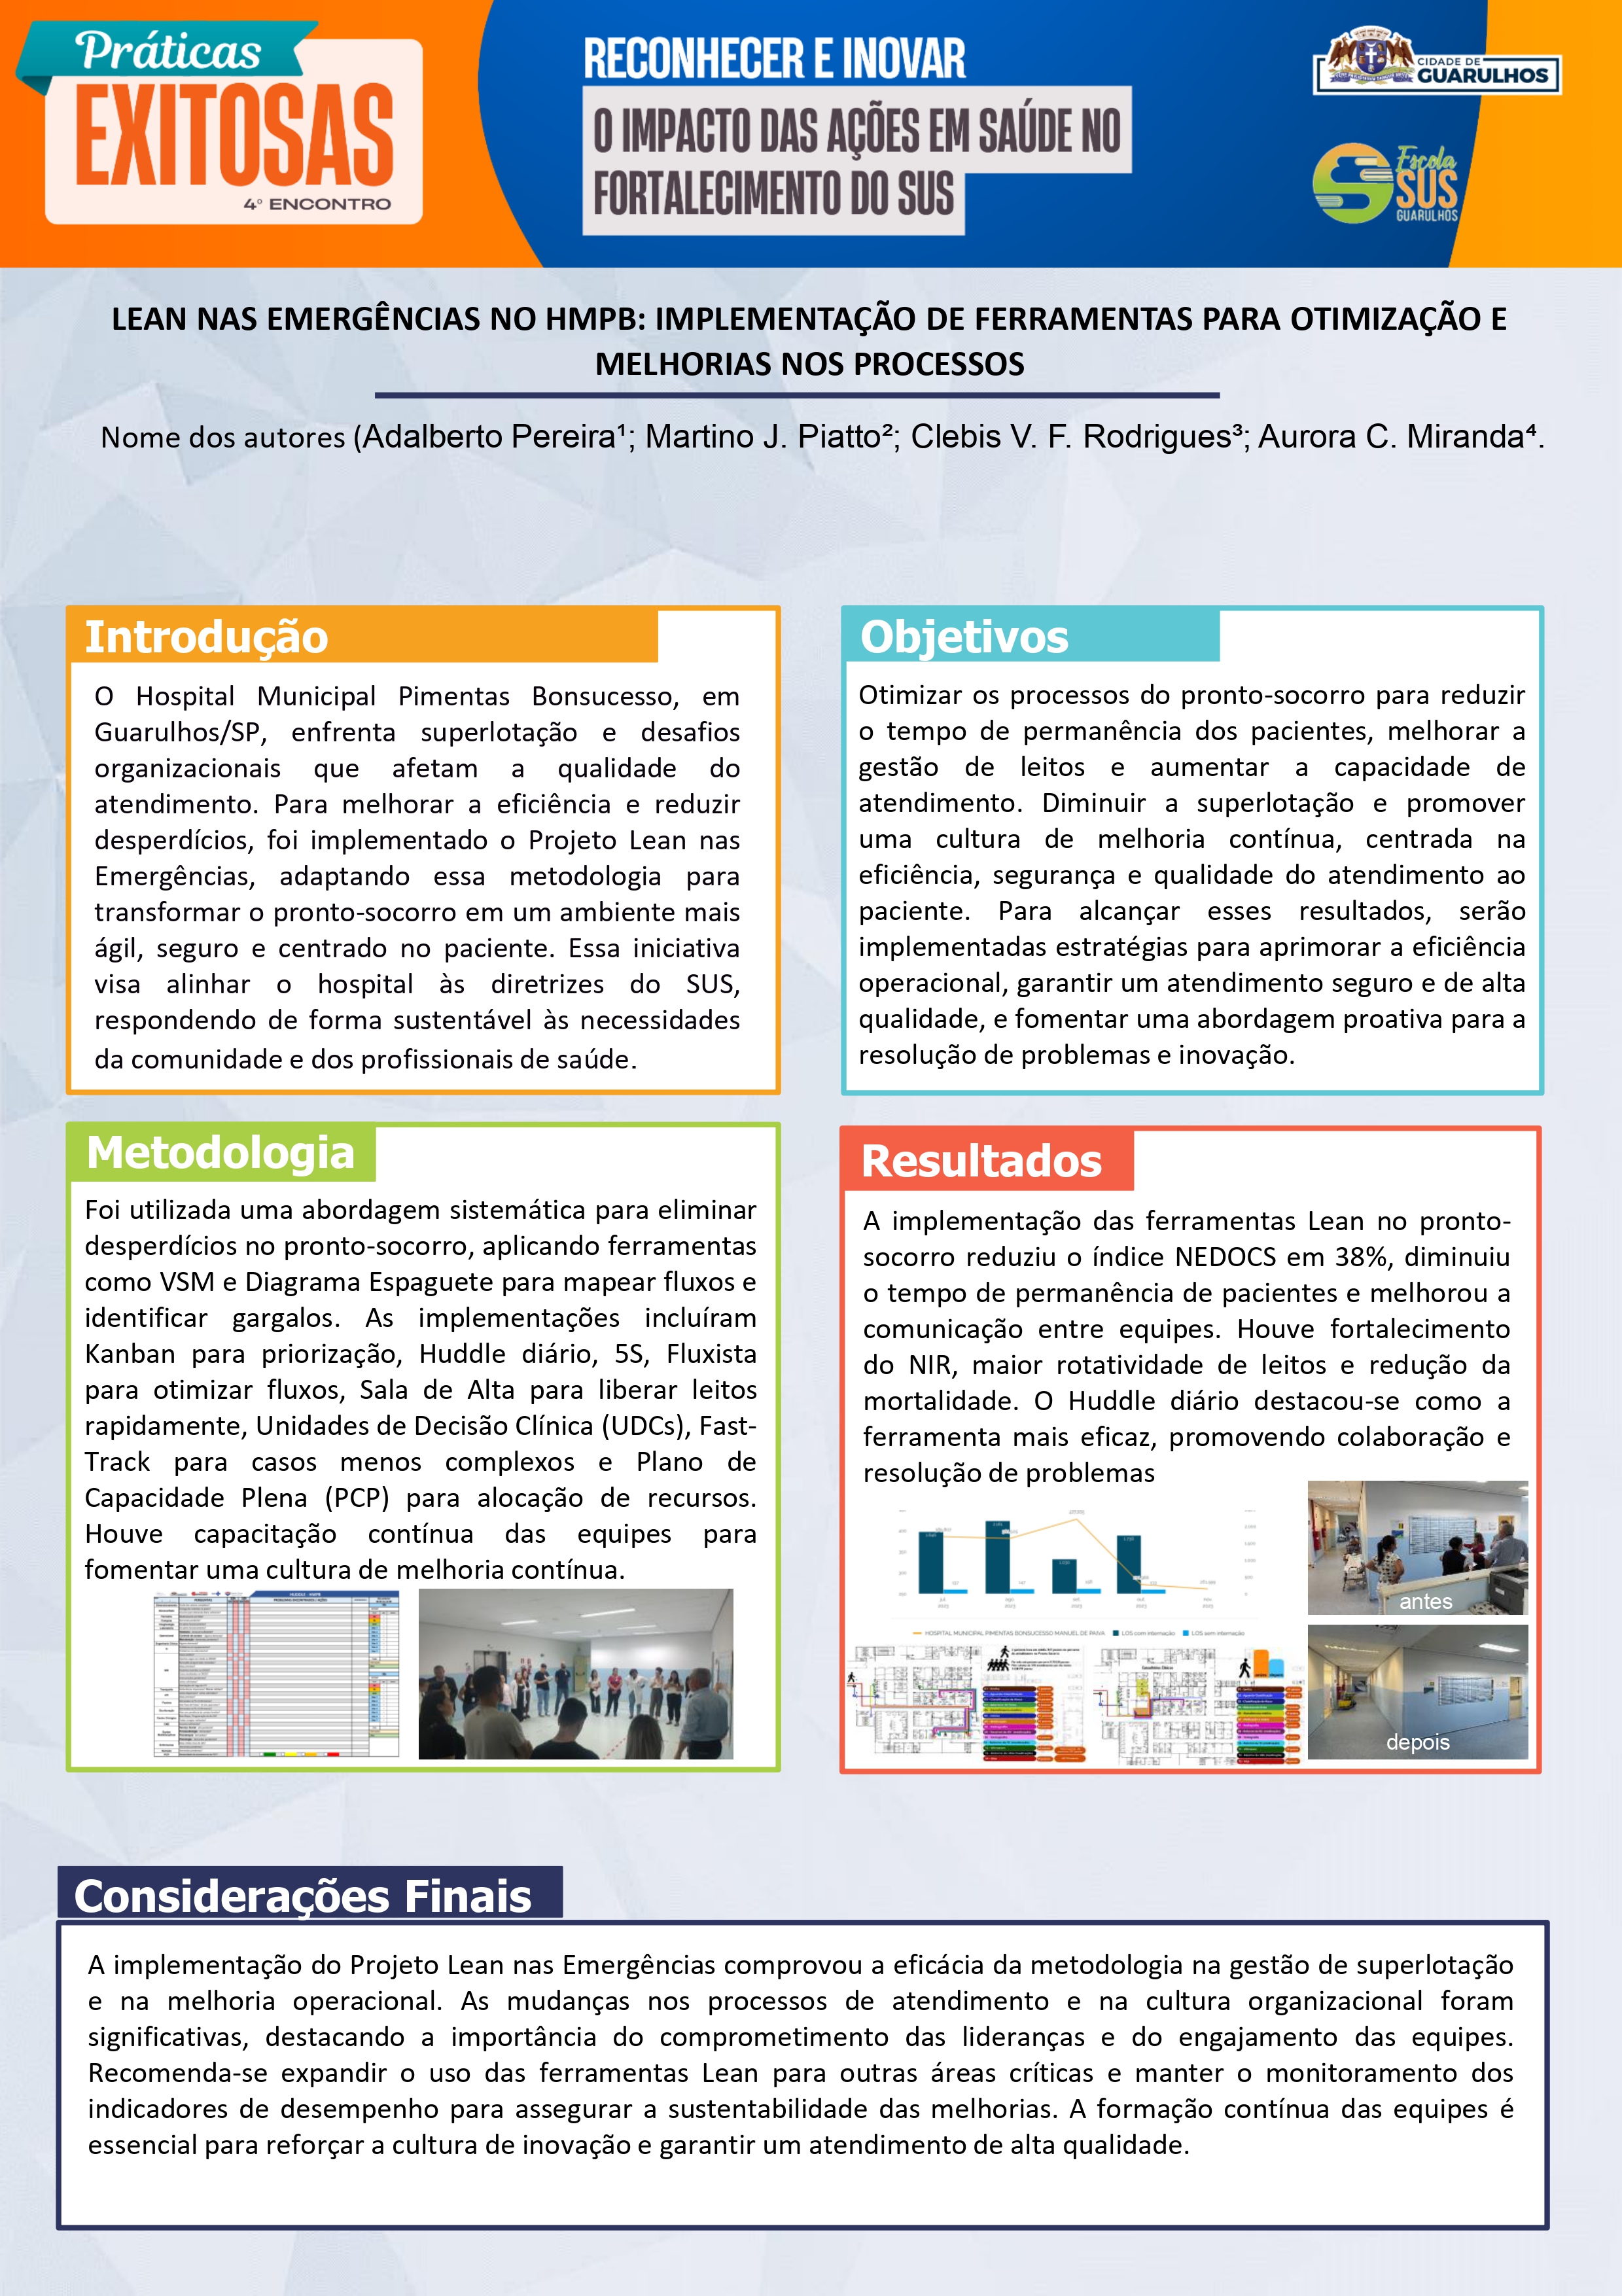 Práticas
EXITOSAS
4º ENCONTRO
RECONHECER E INOVAR
O IMPACTO DAS AÇÕES EM SAÚDE NO
FORTALECIMENTO DO SUS
CIDADE DE
GUARULHOS
Escola
SUS
GUARULHOS
LEAN NAS EMERGÊNCIAS NO HMPB: IMPLEMENTAÇÃO DE FERRAMENTAS PARA OTIMIZAÇÃO E
MELHORIAS NOS PROCESSOS
Nome dos autores (Adalberto Pereira¹; Martino J. Piatto²; Clebis V. F. Rodrigues³; Aurora C. Miranda⁴.
Introdução
O Hospital Municipal Pimentas Bonsucesso, em
Guarulhos/SP, enfrenta superlotação e desafios
organizacionais que afetam a qualidade do
atendimento. Para melhorar a eficiência e reduzir
desperdícios, foi implementado o Projeto Lean nas
Emergências, adaptando essa metodologia para
transformar o pronto-socorro em um ambiente mais
ágil, seguro e centrado no paciente. Essa iniciativa
visa alinhar o hospital às diretrizes do SUS,
respondendo de forma sustentável às necessidades
da comunidade e dos profissionais de saúde.
Objetivos
Otimizar os processos do pronto-socorro para reduzir
o tempo de permanência dos pacientes, melhorar a
gestão de leitos e aumentar a capacidade de
atendimento. Diminuir a superlotação e promover
uma cultura de melhoria contínua, centrada na
eficiência, segurança e qualidade do atendimento ao
paciente. Para alcançar esses resultados, serão
implementadas estratégias para aprimorar a eficiência
operacional, garantir um atendimento seguro e de alta
qualidade, e fomentar uma abordagem proativa para a
resolução de problemas e inovação.
Metodologia
Foi utilizada uma abordagem sistemática para eliminar
desperdícios no pronto-socorro, aplicando ferramentas
como VSM e Diagrama Espaguete para mapear fluxos e
identificar gargalos. As implementações incluíram
Kanban para priorização, Huddle diário, 5S, Fluxista
para otimizar fluxos, Sala de Alta para liberar leitos
rapidamente, Unidades de Decisão Clínica (UDCs), Fast-
Track para casos menos complexos e Plano de
Capacidade Plena (PCP) para alocação de recursos.
Houve capacitação contínua das equipes para
fomentar uma cultura de melhoria contínua.
Resultados
A implementação das ferramentas Lean no pronto-
socorro reduziu o índice NEDOCS em 38%, diminuiu
o tempo de permanência de pacientes e melhorou a
comunicação entre equipes. Houve fortalecimento
do NIR, maior rotatividade de leitos e redução da
mortalidade. O Huddle diário destacou-se como a
ferramenta mais eficaz, promovendo colaboração e
resolução de problemas
HOSPITAL MUNICIPAL PIMENTAS BONSUCESSO MANUEL DE PAIVA
LOS com internação
LOS sem internação
antes
depois
Considerações Finais
A implementação do Projeto Lean nas Emergências comprovou a eficácia da metodologia na gestão de superlotação
e na melhoria operacional. As mudanças nos processos de atendimento e na cultura organizacional foram
significativas, destacando a importância do comprometimento das lideranças e do engajamento das equipes.
Recomenda-se expandir o uso das ferramentas Lean para outras áreas críticas e manter o monitoramento dos
indicadores de desempenho para assegurar a sustentabilidade das melhorias. A formação contínua das equipes é
essencial para reforçar a cultura de inovação e garantir um atendimento de alta qualidade.